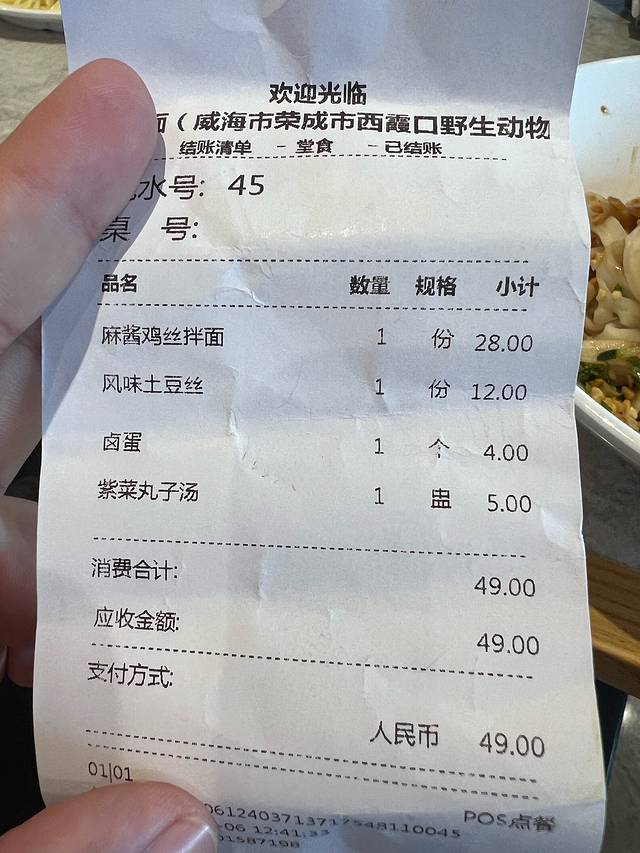 欢迎光临
面（威海市荣成市西霞口野生动物
结账清单 - 堂食 - 已结账
水号: 45
桌 号:
品名 数量 规格 小计
麻酱鸡丝拌面 1 份 28.00
风味土豆丝 1 份 12.00
卤蛋 1 个 4.00
紫菜丸子汤 1 盅 5.00
消费合计: 49.00
应收金额: 49.00
支付方式:
人民币 49.00
01|01
POS点餐
06 12:41:33
01587198